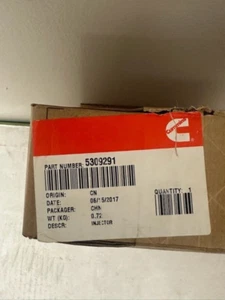 PART NUMBER 5309291
ORIGIN: CN
DATE: 06/15/2017 QUANTITY: 1
PACKAGER: CHN
WT (KG): 0.72
DESCR: INJECTOR